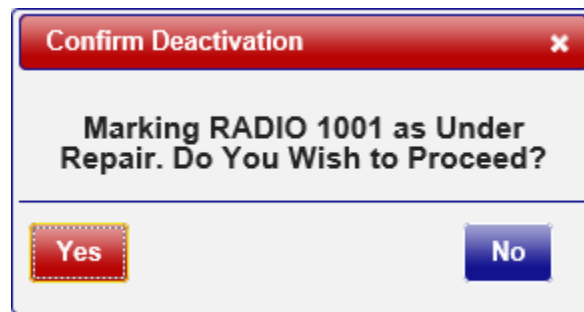 Confirm Deactivation
Marking RADIO 1001 as Under
Repair. Do You Wish to Proceed?
Yes
No